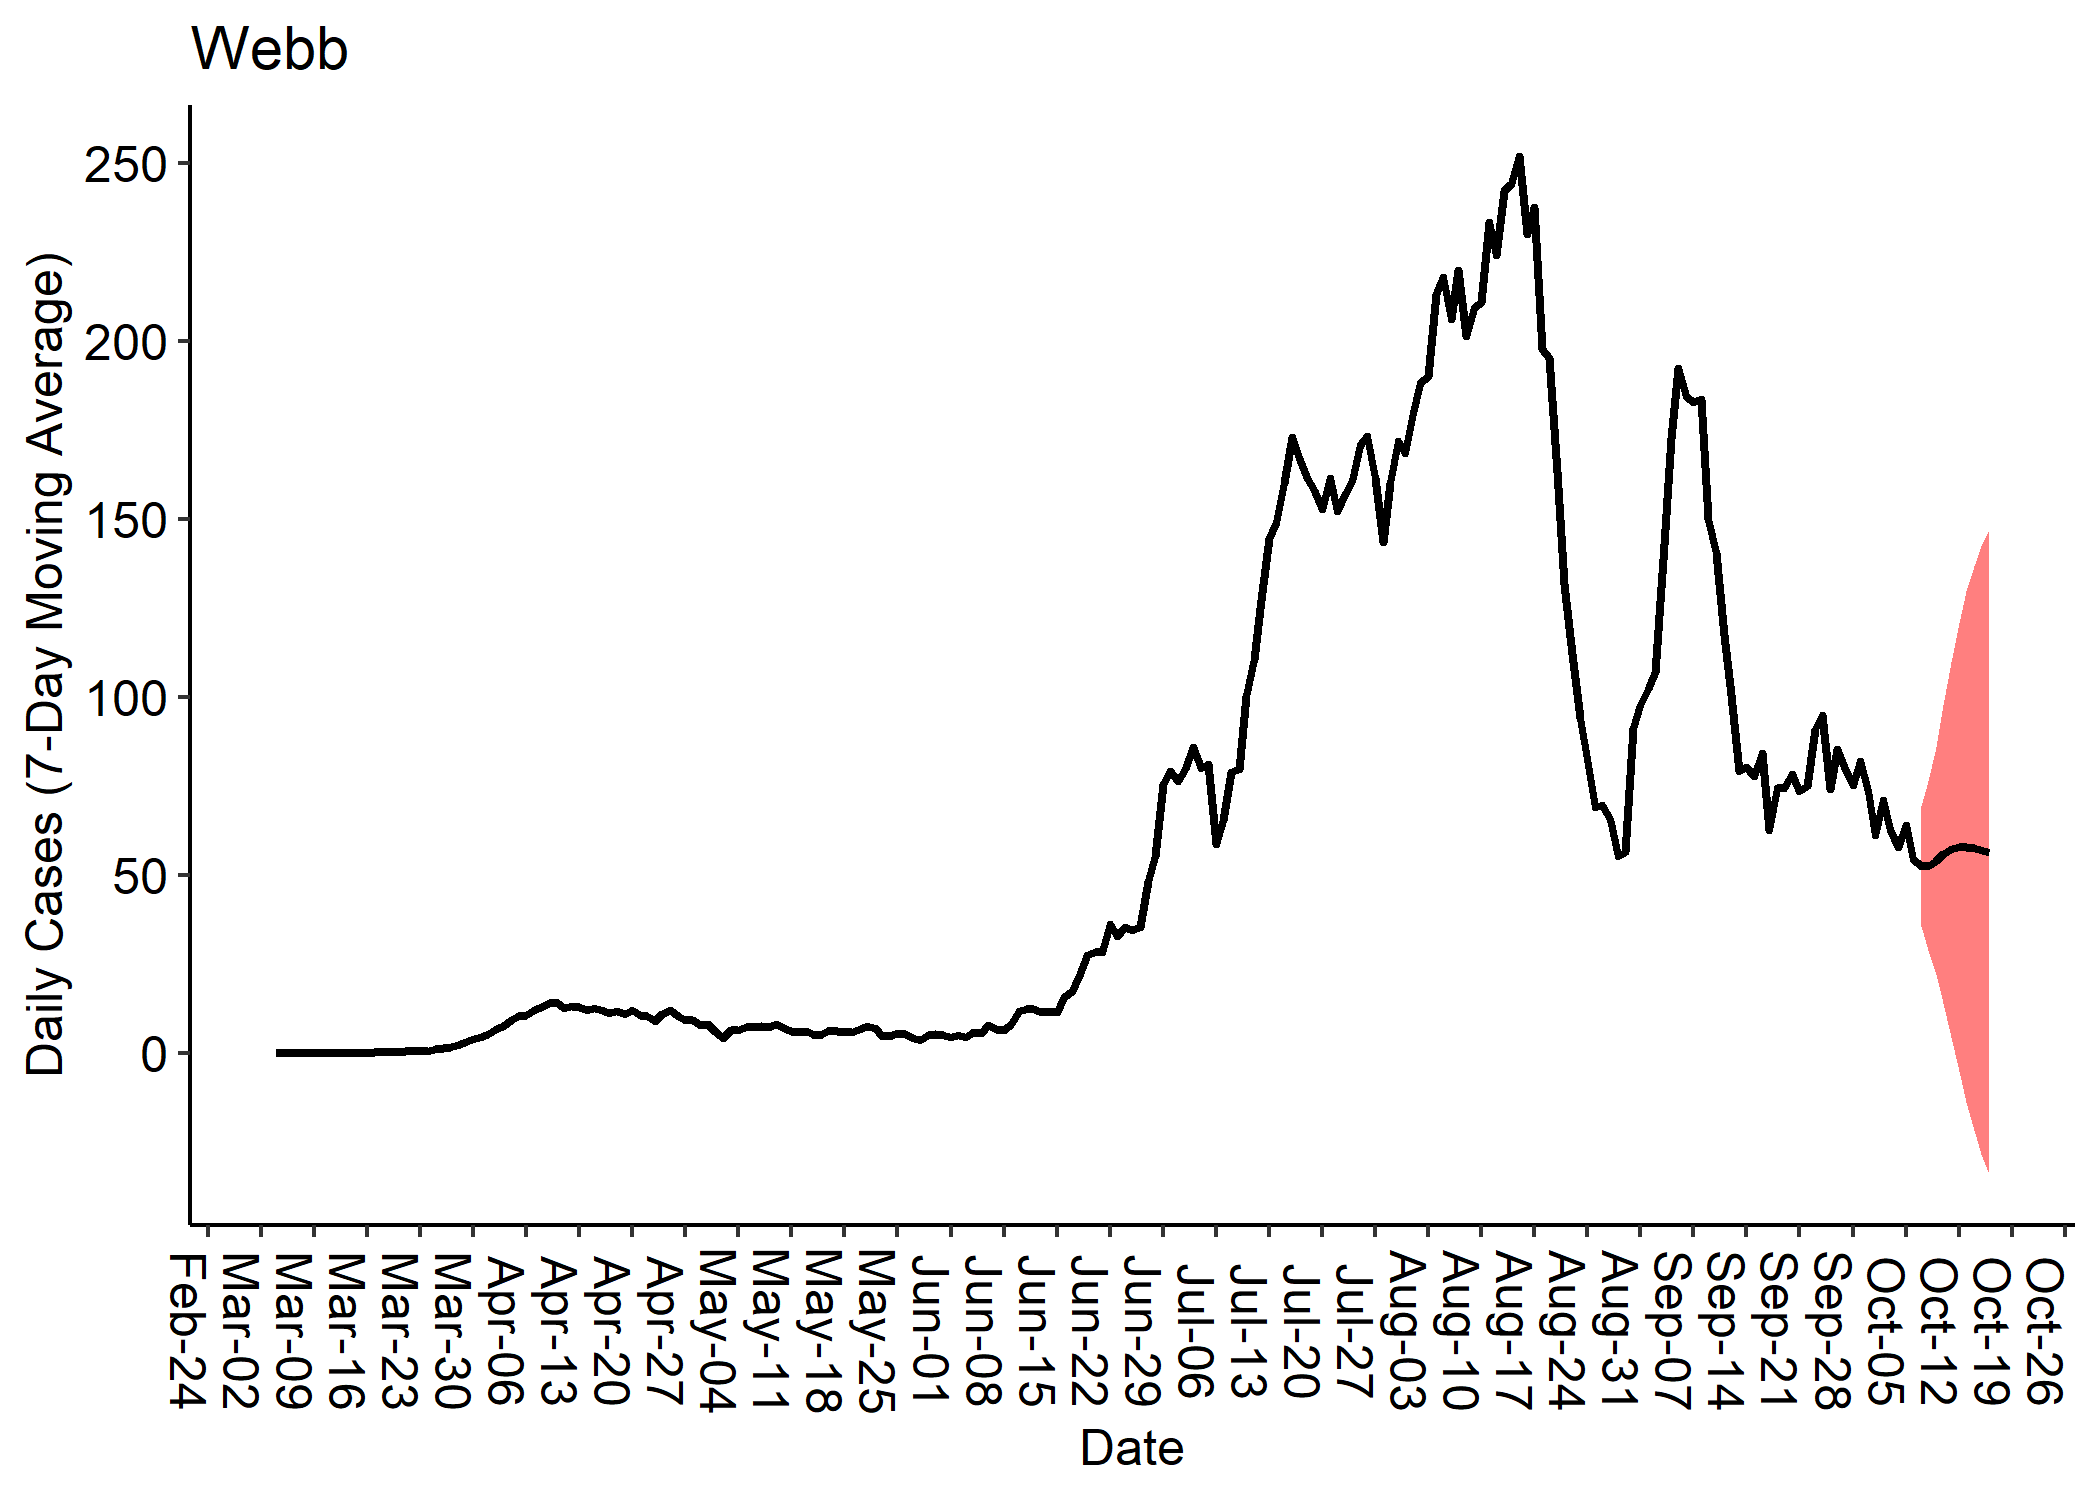 Webb
Daily Cases (7-Day Moving Average)
250
200
150
100
50
0
Feb-24
Mar-02
Mar-09
Mar-16
Mar-23
Mar-30
Apr-06
Apr-13
Apr-20
Apr-27
May-04
May-11
May-18
May-25
Jun-01
Jun-08
Jun-15
Jun-22
Jun-29
Jul-06
Jul-13
Jul-20
Jul-27
Aug-03
Aug-10
Aug-17
Aug-24
Aug-31
Sep-07
Sep-14
Sep-21
Sep-28
Oct-05
Oct-12
Oct-19
Oct-26
Date